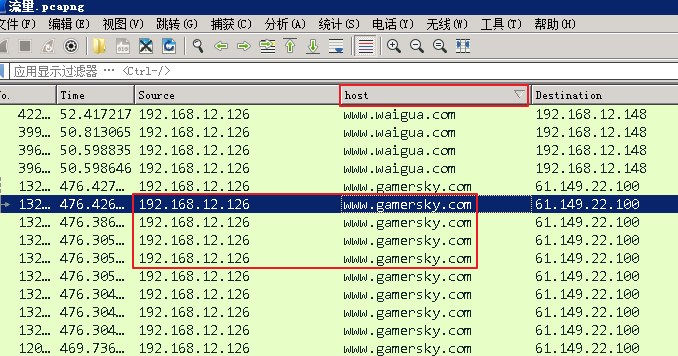 流里.pcapng
文件(F) 编辑(E) 视图(V) 跳转(G) 捕获(C) 分析(A) 统计(S) 电话(Y) 无线(W) 工具(T) 帮助(H)
应用显示过滤器 … <Ctrl-/>
No. Time Source host Destination
422… 52.417217 192.168.12.126 www.waigua.com 192.168.12.148
399… 50.813065 192.168.12.126 www.waigua.com 192.168.12.148
396… 50.598835 192.168.12.126 www.waigua.com 192.168.12.148
396… 50.598646 192.168.12.126 www.waigua.com 192.168.12.148
132… 476.427… 192.168.12.126 www.gamersky.com 61.149.22.100
132… 476.426… 192.168.12.126 www.gamersky.com 61.149.22.100
132… 476.386… 192.168.12.126 www.gamersky.com 61.149.22.100
132… 476.305… 192.168.12.126 www.gamersky.com 61.149.22.100
132… 476.305… 192.168.12.126 www.gamersky.com 61.149.22.100
132… 476.305… 192.168.12.126 www.gamersky.com 61.149.22.100
132… 476.304… 192.168.12.126 www.gamersky.com 61.149.22.100
132… 476.304… 192.168.12.126 www.gamersky.com 61.149.22.100
132… 476.304… 192.168.12.126 www.gamersky.com 61.149.22.100
120… 469.736… 192.168.12.126 www.gamersky.com 61.149.22.100